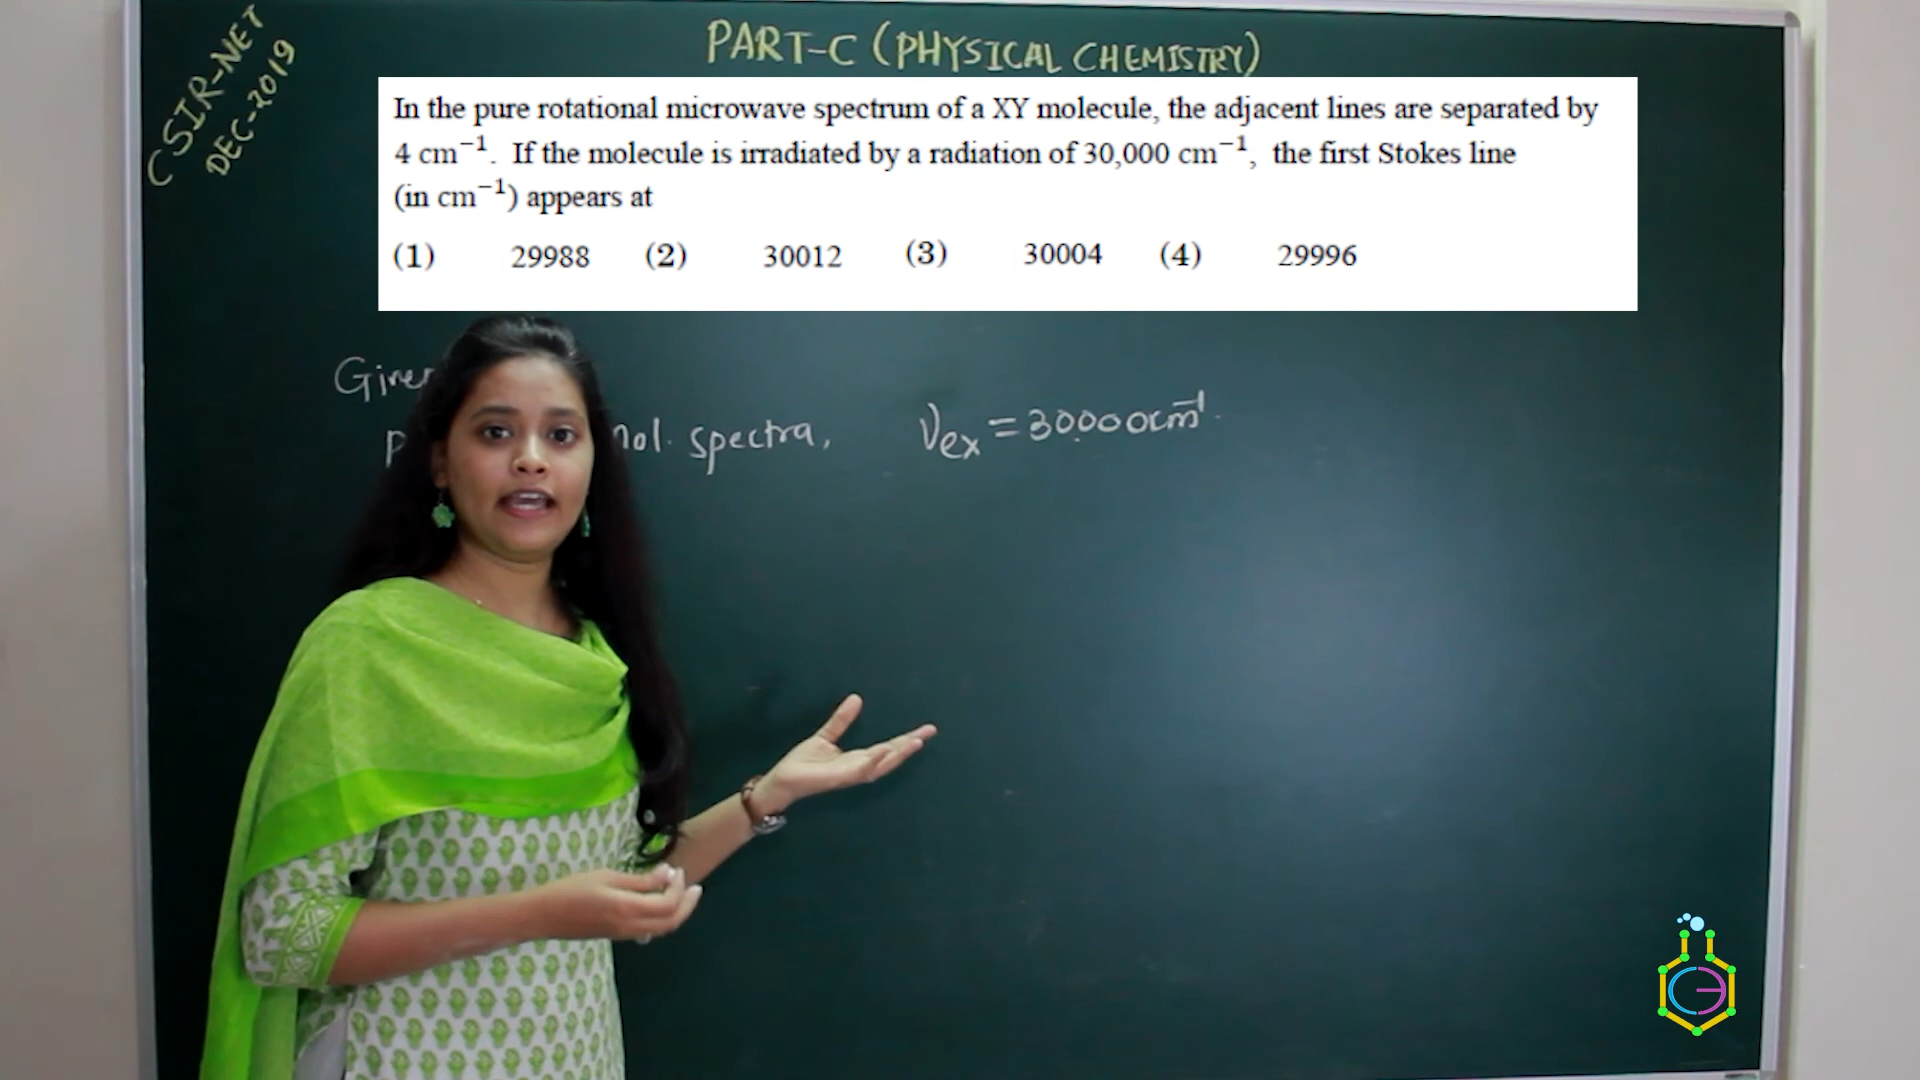 CSIR-NET
DEC-2019
PART-C (PHYSICAL CHEMISTRY)
In the pure rotational microwave spectrum of a XY molecule, the adjacent lines are separated by
4 cm⁻¹. If the molecule is irradiated by a radiation of 30,000 cm⁻¹, the first Stokes line
(in cm⁻¹) appears at
(1) 29988 (2) 30012 (3) 30004 (4) 29996
spectra, νex = 30000cm⁻¹.